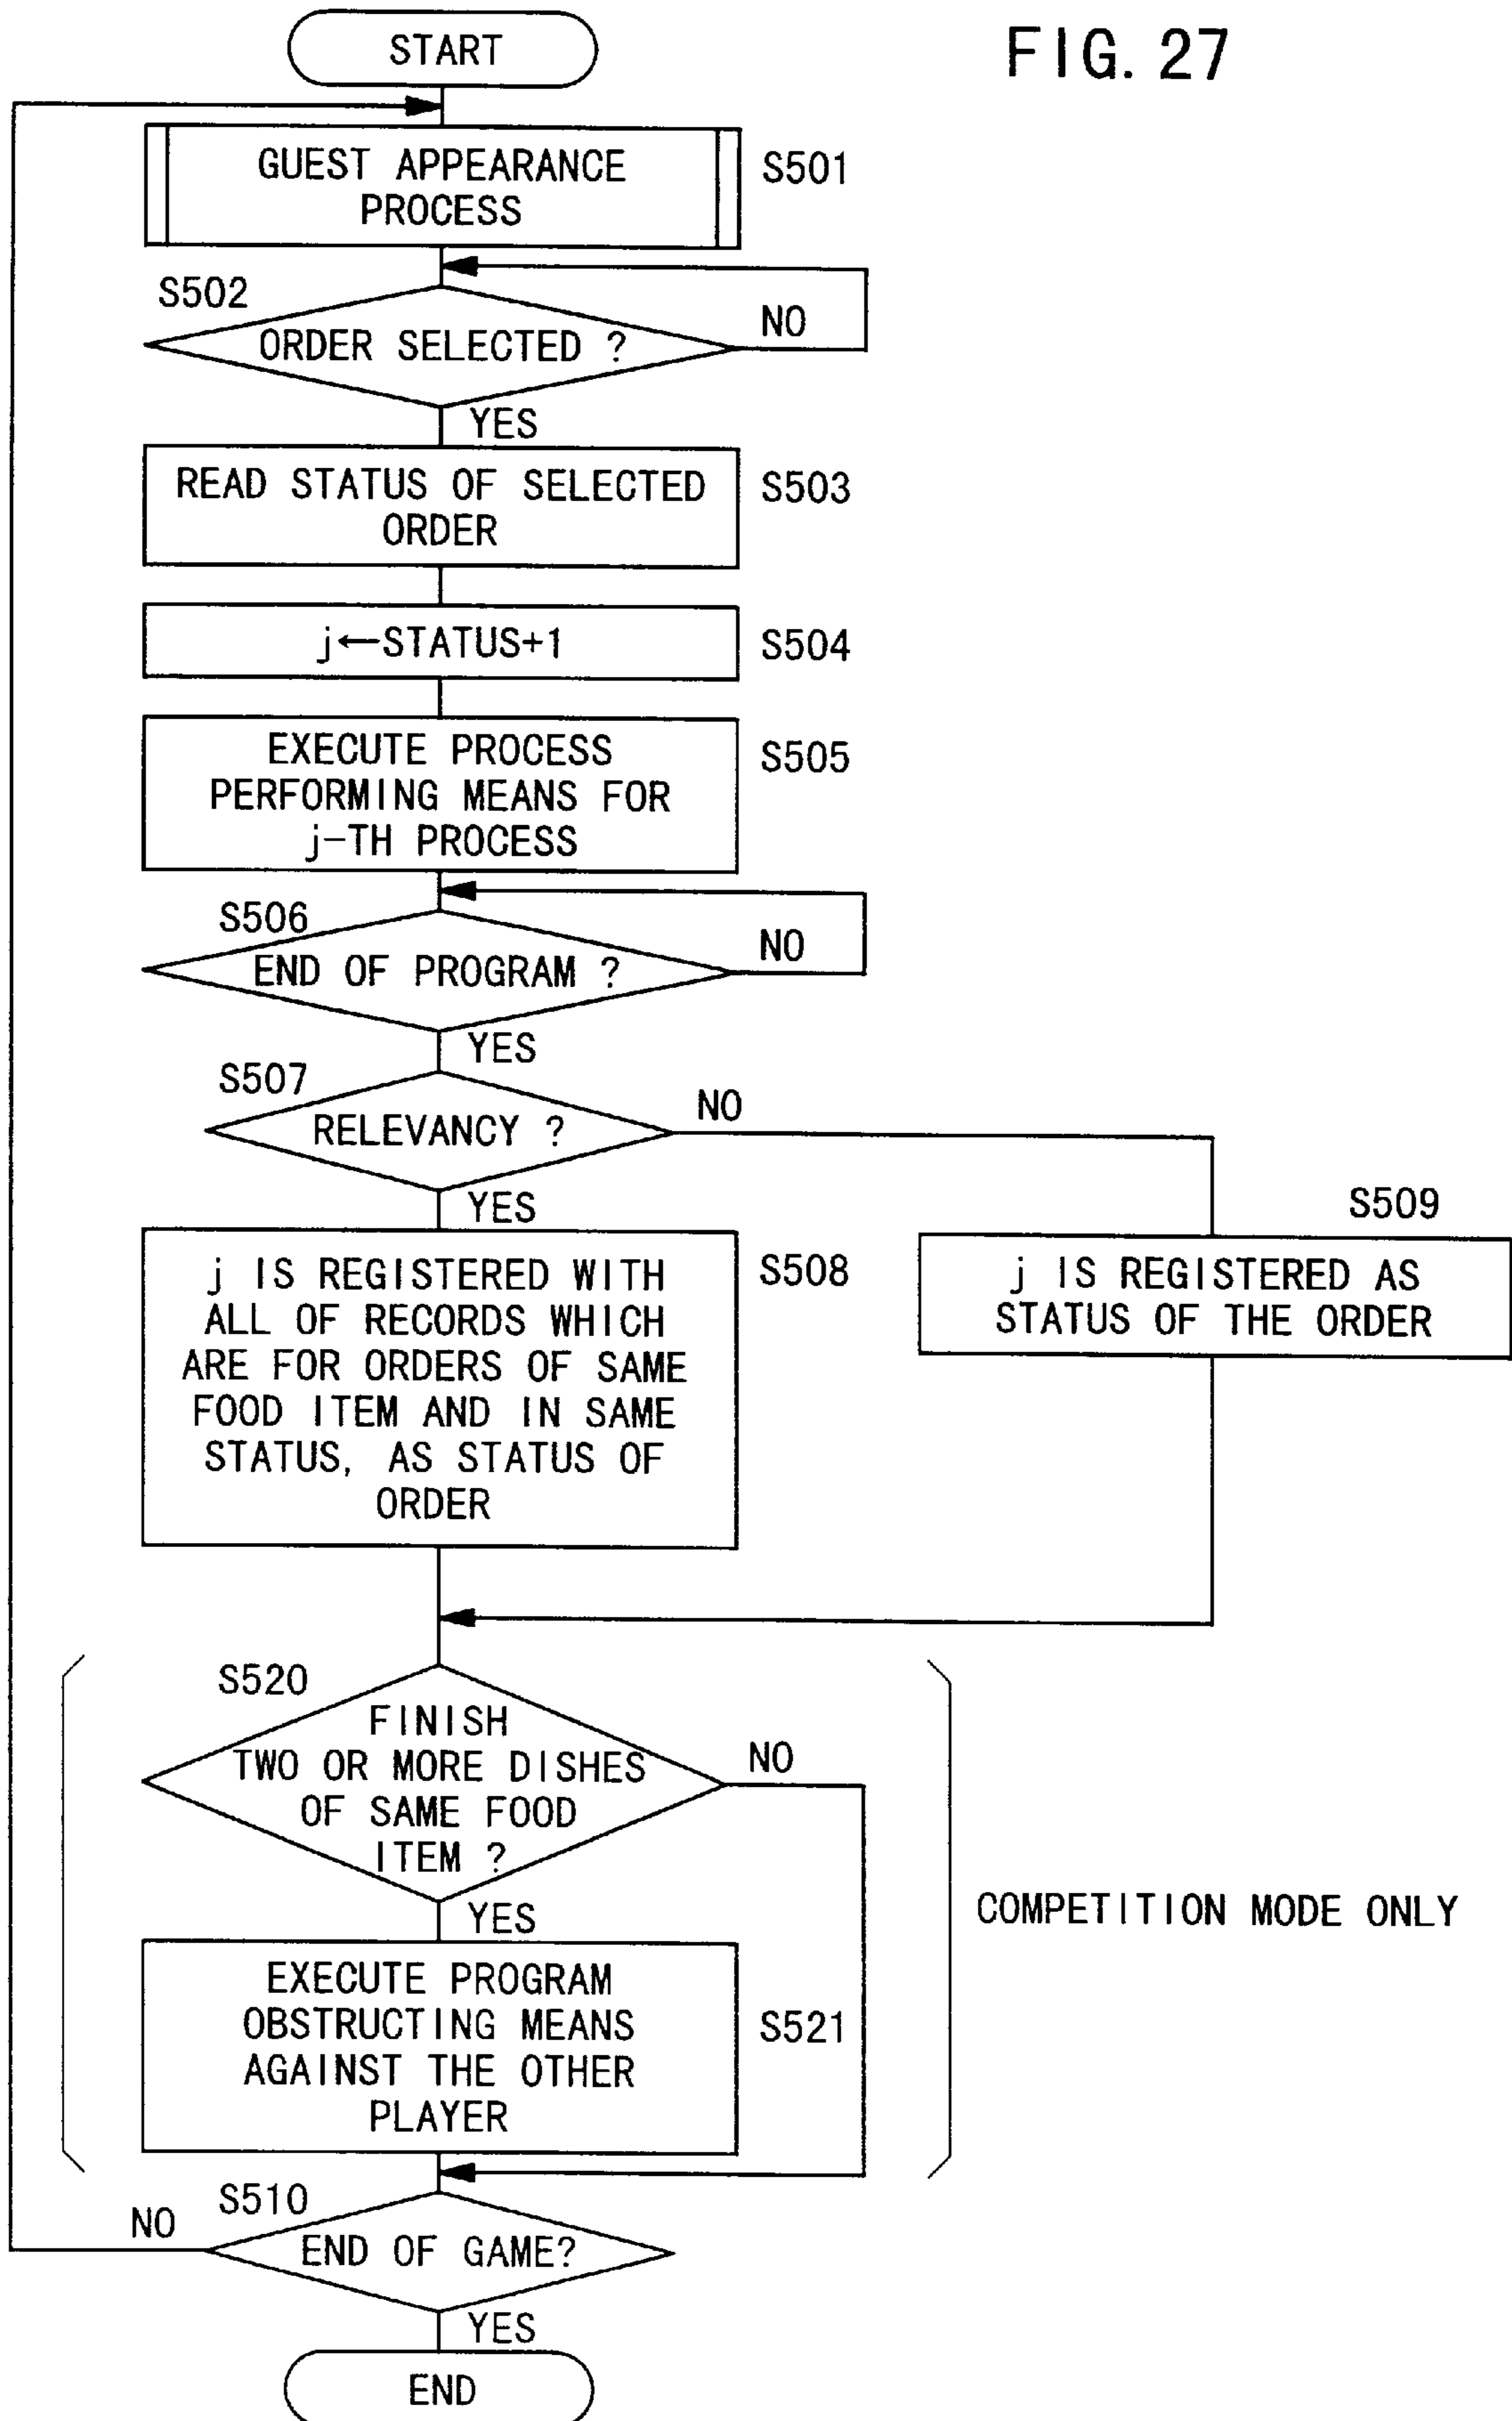 FIG. 27
START
GUEST APPEARANCE
PROCESS
S501
S502
ORDER SELECTED ?
NO
YES
READ STATUS OF SELECTED
ORDER
S503
j←STATUS+1
S504
EXECUTE PROCESS
PERFORMING MEANS FOR
j-TH PROCESS
S505
S506
END OF PROGRAM ?
NO
YES
S507
RELEVANCY ?
NO
YES
j IS REGISTERED WITH
ALL OF RECORDS WHICH
ARE FOR ORDERS OF SAME
FOOD ITEM AND IN SAME
STATUS, AS STATUS OF
ORDER
S508
S509
j IS REGISTERED AS
STATUS OF THE ORDER
S520
FINISH
TWO OR MORE DISHES
OF SAME FOOD
ITEM ?
NO
YES
EXECUTE PROGRAM
OBSTRUCTING MEANS
AGAINST THE OTHER
PLAYER
S521
COMPETITION MODE ONLY
S510
NO
END OF GAME?
YES
END